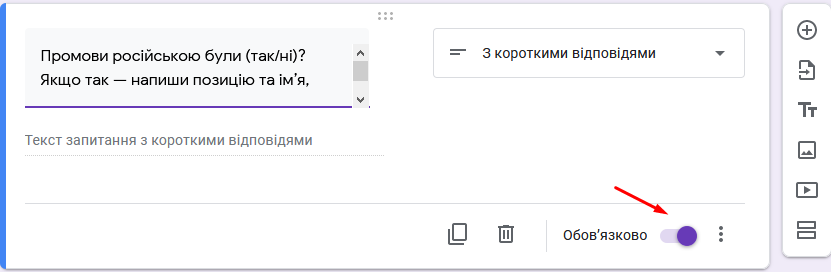 Промови російською були (так/ні)?
Якщо так — напиши позицію та ім’я,
З короткими відповідями
Текст запитання з короткими відповідями
Обов’язково
Tт